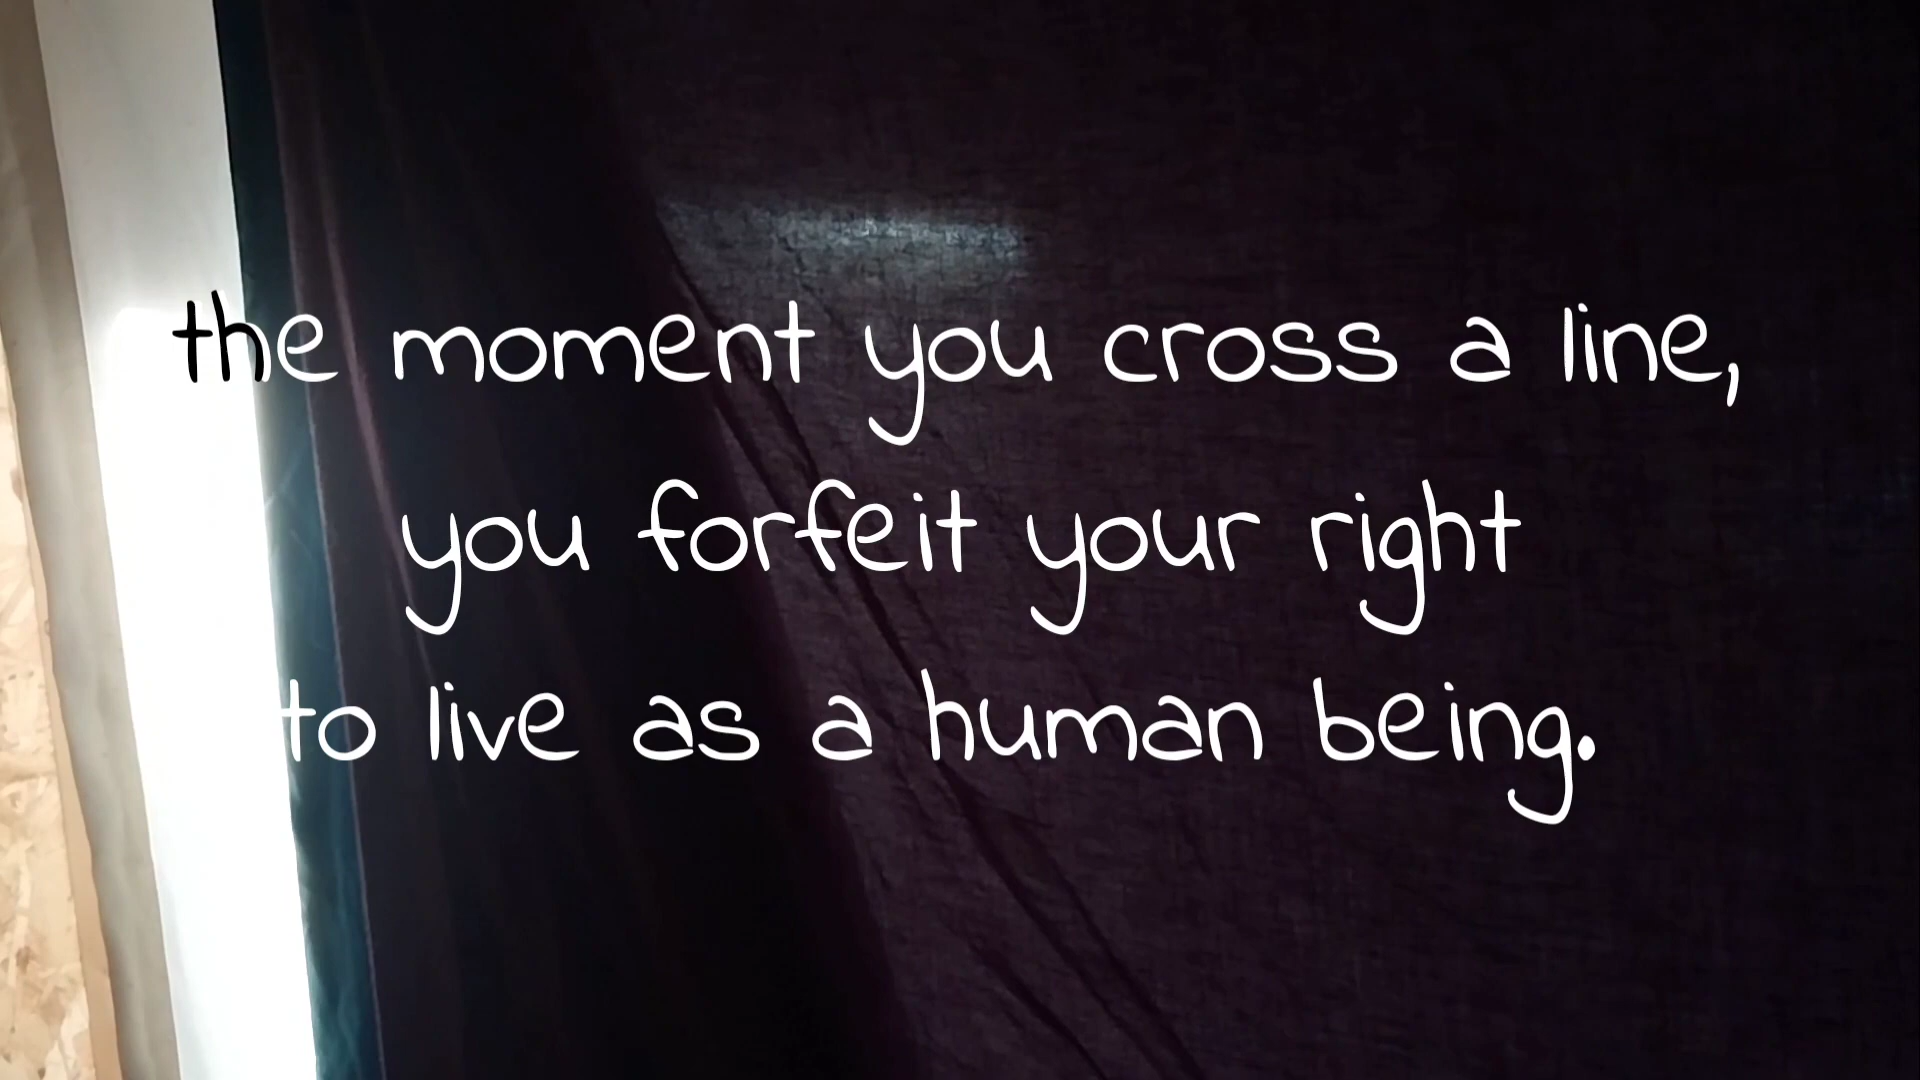 the moment you cross a line,
you forfeit your right
to live as a human being.